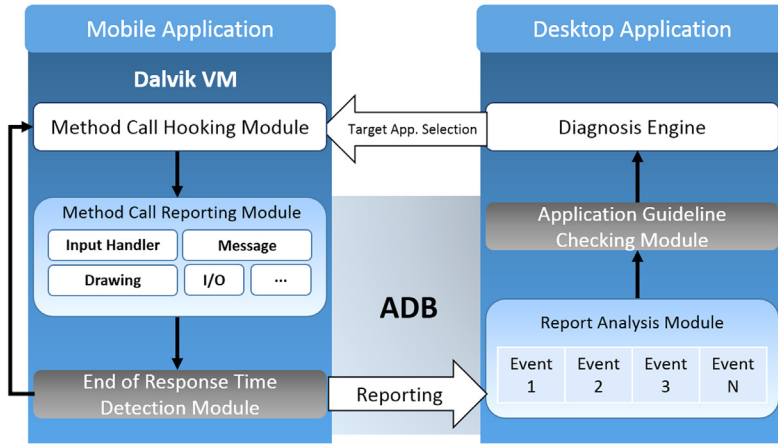 Mobile Application
Dalvik VM
Method Call Hooking Module
Method Call Reporting Module
Input Handler
Message
Drawing
I/O
...
End of Response Time
Detection Module
Target App. Selection
ADB
Reporting
Desktop Application
Diagnosis Engine
Application Guideline
Checking Module
Report Analysis Module
Event
1
Event
2
Event
3
Event
N